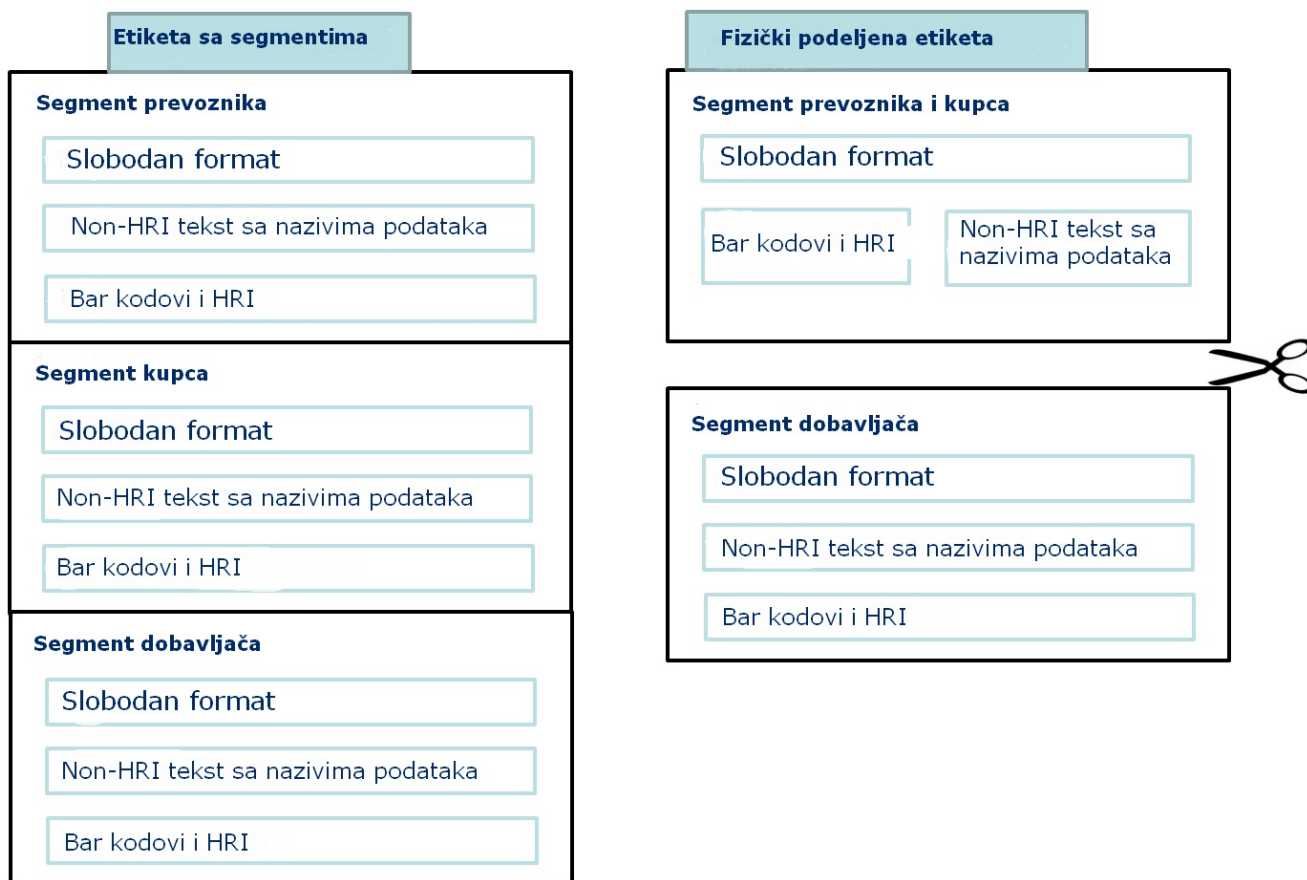 Etiketa sa segmentima
Segment prevoznika
Slobodan format
Non-HRI tekst sa nazivima podataka
Bar kodovi i HRI
Segment kupca
Slobodan format
Non-HRI tekst sa nazivima podataka
Bar kodovi i HRI
Segment dobavljača
Slobodan format
Non-HRI tekst sa nazivima podataka
Bar kodovi i HRI
Fizički podeljena etiketa
Segment prevoznika i kupca
Slobodan format
Bar kodovi i HRI
Non-HRI tekst sa
nazivima podataka
Segment dobavljača
Slobodan format
Non-HRI tekst sa nazivima podataka
Bar kodovi i HRI